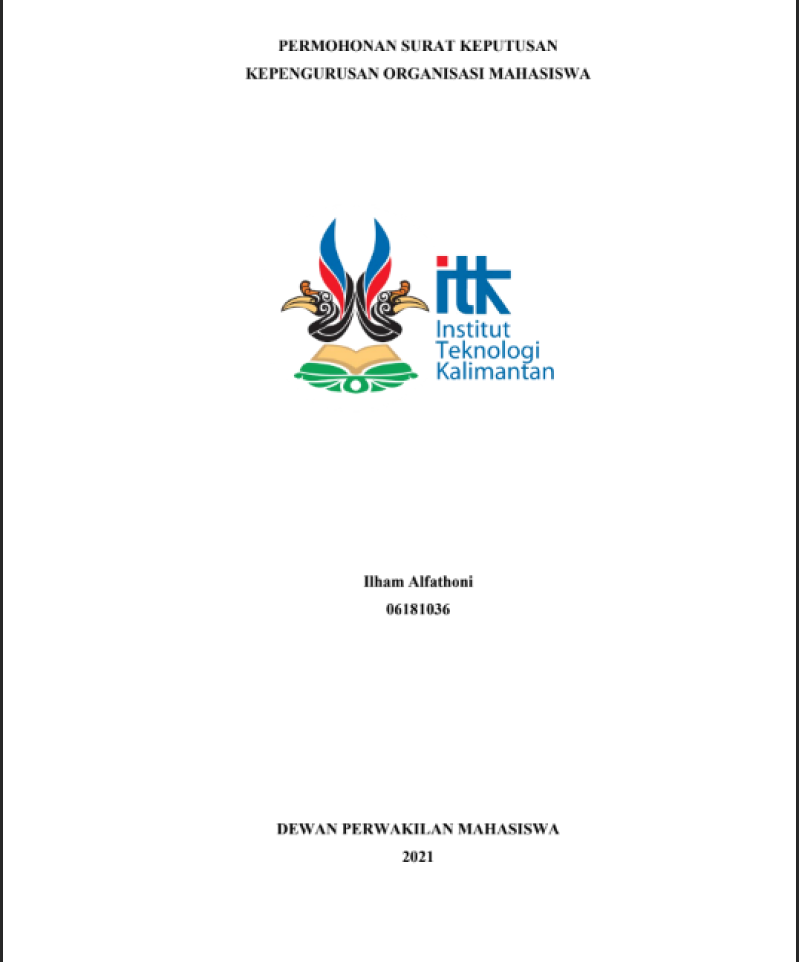 PERMOHONAN SURAT KEPUTUSAN
KEPENGURUSAN ORGANISASI MAHASISWA
itk
Institut
Teknologi
Kalimantan
Ilham Alfathoni
06181036
DEWAN PERWAKILAN MAHASISWA
2021